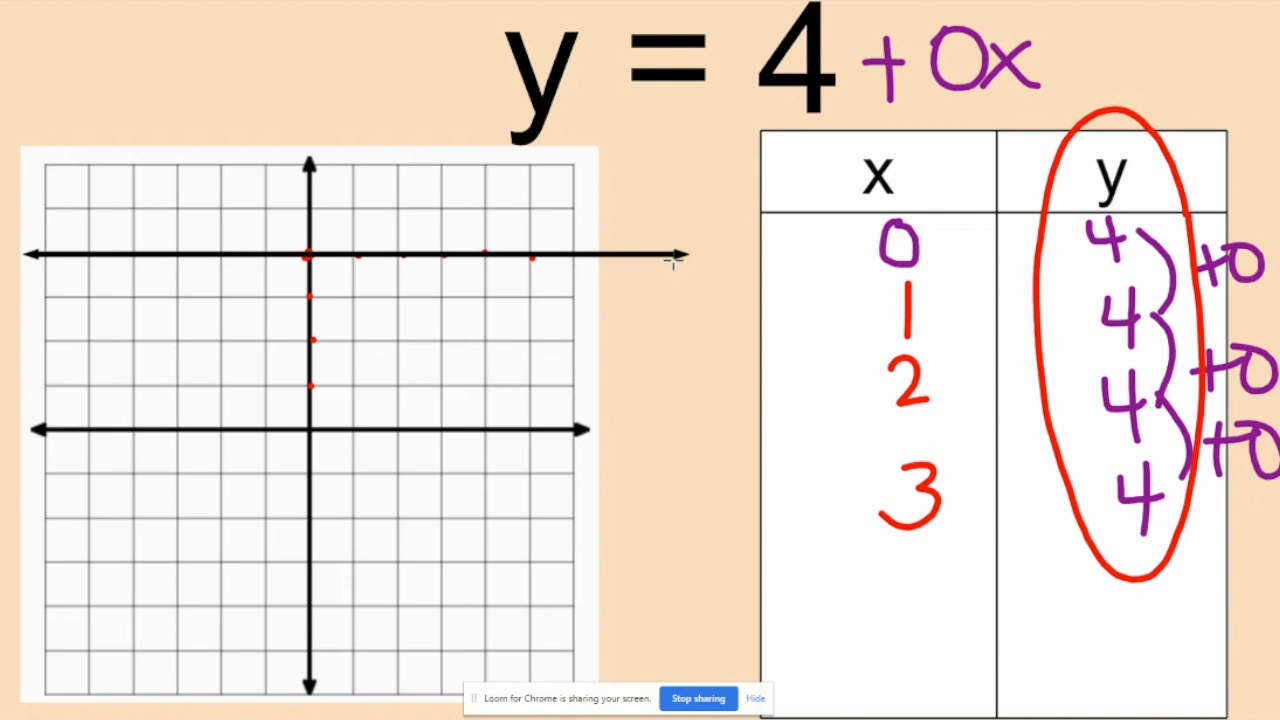 y = 4 + 0x
x y
0 4
+0
1 4
+0
2 4
+0
3 4
Loom for Chrome is sharing your screen. Stop sharing Hide